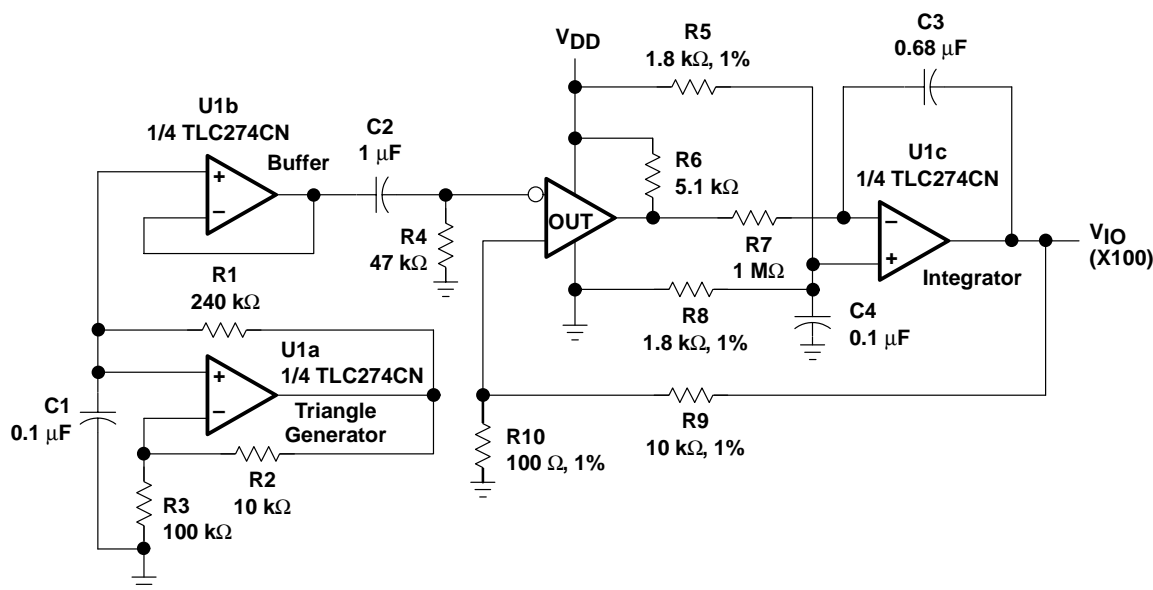 VDD
R5
1.8 kΩ, 1%
C3
0.68 µF
U1b
1/4 TLC274CN
Buffer
C2
1 µF
R6
5.1 kΩ
U1c
1/4 TLC274CN
+
−
OUT
R4
47 kΩ
R7
1 MΩ
−
+
Integrator
VIO
(X100)
R1
240 kΩ
R8
1.8 kΩ, 1%
C4
0.1 µF
U1a
1/4 TLC274CN
+
−
Triangle
Generator
C1
0.1 µF
R2
10 kΩ
R3
100 kΩ
R10
100 Ω, 1%
R9
10 kΩ, 1%